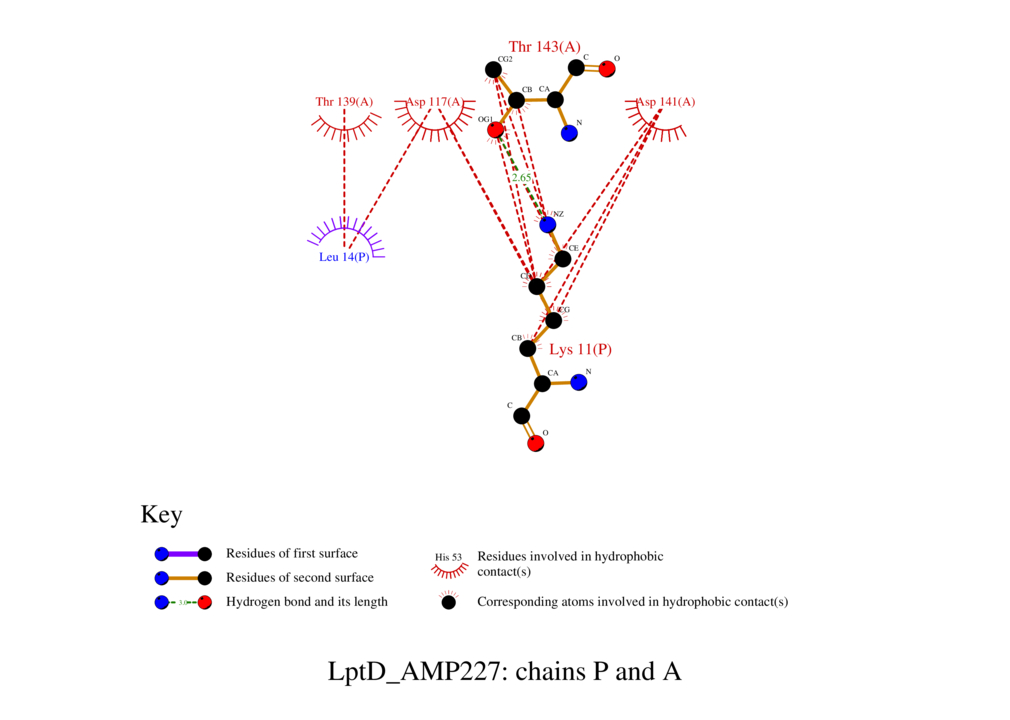 Thr 143(A)
CG2
C
O
CB
CA
Thr 139(A)
Asp 117(A)
Asp 141(A)
OG1
N
2.65
NZ
CE
Leu 14(P)
CG
CB
Lys 11(P)
CA
N
C
O
Key
Residues of first surface
His 53
Residues involved in hydrophobic
contact(s)
Residues of second surface
3.0
Hydrogen bond and its length
Corresponding atoms involved in hydrophobic contact(s)
LptD_AMP227: chains P and A